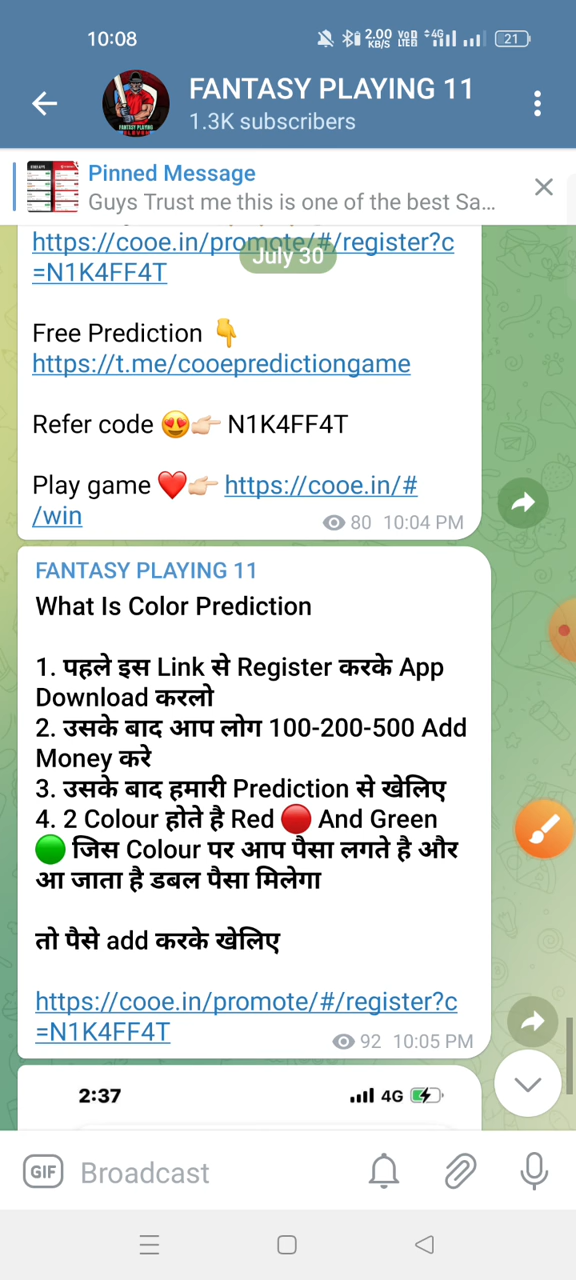 10:08
2.00 KB/S
VoD LTE
4G
21
FANTASY PLAYING 11
1.3K subscribers
Pinned Message
Guys Trust me this is one of the best Sa...
https://cooe.in/promote/#/register?c
=N1K4FF4T
July 30
Free Prediction 👇
https://t.me/cooepredictiongame
Refer code 😍👉🏻 N1K4FF4T
Play game ❤️👉🏻 https://cooe.in/#
/win
80 10:04 PM
FANTASY PLAYING 11
What Is Color Prediction
1. पहले इस Link से Register करके App
Download करलो
2. उसके बाद आप लोग 100-200-500 Add
Money करे
3. उसके बाद हमारी Prediction से खेलिए
4. 2 Colour होते है Red 🔴 And Green
🟢 जिस Colour पर आप पैसा लगते है और
आ जाता है डबल पैसा मिलेगा
तो पैसे add करके खेलिए
https://cooe.in/promote/#/register?c
=N1K4FF4T
92 10:05 PM
2:37
4G
GIF
Broadcast